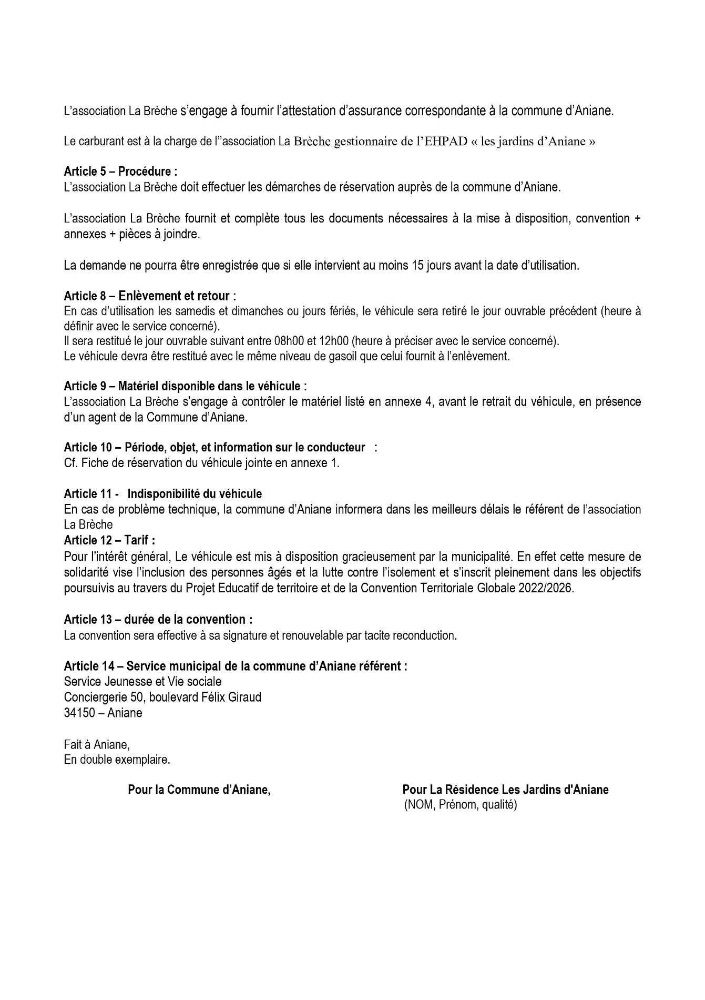 L’association La Brèche s’engage à fournir l’attestation d’assurance correspondante à la commune d’Aniane.
Le carburant est à la charge de l’’association La Brèche gestionnaire de l’EHPAD « les jardins d’Aniane »
Article 5 – Procédure :
L’association La Brèche doit effectuer les démarches de réservation auprès de la commune d’Aniane.
L’association La Brèche fournit et complète tous les documents nécessaires à la mise à disposition, convention +
annexes + pièces à joindre.
La demande ne pourra être enregistrée que si elle intervient au moins 15 jours avant la date d’utilisation.
Article 8 – Enlèvement et retour :
En cas d’utilisation les samedis et dimanches ou jours fériés, le véhicule sera retiré le jour ouvrable précédent (heure à
définir avec le service concerné).
Il sera restitué le jour ouvrable suivant entre 08h00 et 12h00 (heure à préciser avec le service concerné).
Le véhicule devra être restitué avec le même niveau de gasoil que celui fournit à l’enlèvement.
Article 9 – Matériel disponible dans le véhicule :
L’association La Brèche s’engage à contrôler le matériel listé en annexe 4, avant le retrait du véhicule, en présence
d’un agent de la Commune d’Aniane.
Article 10 – Période, objet, et information sur le conducteur :
Cf. Fiche de réservation du véhicule jointe en annexe 1.
Article 11 - Indisponibilité du véhicule
En cas de problème technique, la commune d’Aniane informera dans les meilleurs délais le référent de l’association
La Brèche
Article 12 – Tarif :
Pour l’intérêt général, Le véhicule est mis à disposition gracieusement par la municipalité. En effet cette mesure de
solidarité vise l’inclusion des personnes âgés et la lutte contre l’isolement et s’inscrit pleinement dans les objectifs
poursuivis au travers du Projet Educatif de territoire et de la Convention Territoriale Globale 2022/2026.
Article 13 – durée de la convention :
La convention sera effective à sa signature et renouvelable par tacite reconduction.
Article 14 – Service municipal de la commune d’Aniane référent :
Service Jeunesse et Vie sociale
Conciergerie 50, boulevard Félix Giraud
34150 – Aniane
Fait à Aniane,
En double exemplaire.
Pour la Commune d’Aniane, Pour La Résidence Les Jardins d'Aniane
(NOM, Prénom, qualité)